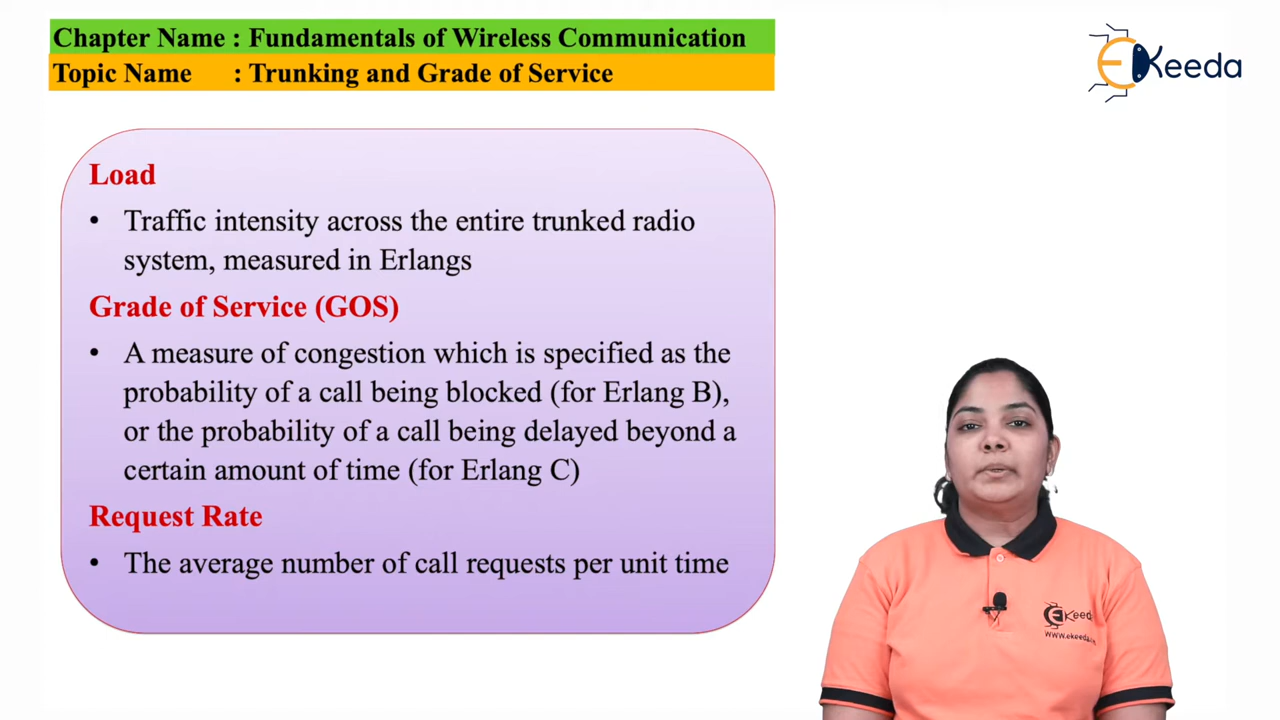 Chapter Name : Fundamentals of Wireless Communication
Topic Name : Trunking and Grade of Service
EKeeda
Load
• Traffic intensity across the entire trunked radio
system, measured in Erlangs
Grade of Service (GOS)
• A measure of congestion which is specified as the
probability of a call being blocked (for Erlang B),
or the probability of a call being delayed beyond a
certain amount of time (for Erlang C)
Request Rate
• The average number of call requests per unit time
EKeeda